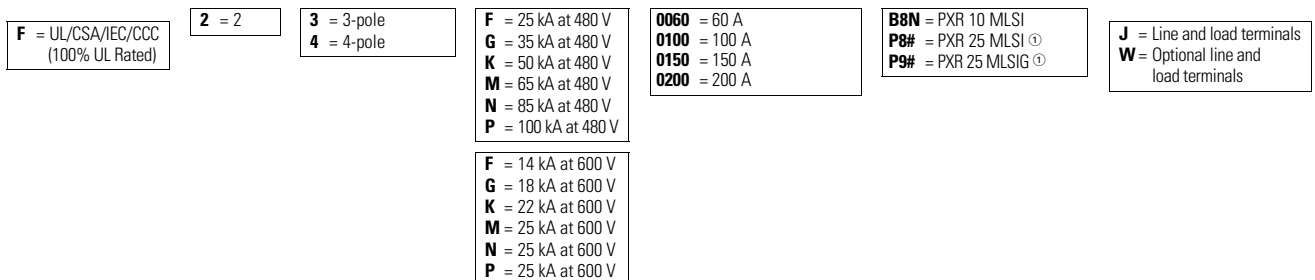 F = UL/CSA/IEC/CCC
(100% UL Rated)
2 = 2
3 = 3-pole
4 = 4-pole
F = 25 kA at 480 V
G = 35 kA at 480 V
K = 50 kA at 480 V
M = 65 kA at 480 V
N = 85 kA at 480 V
P = 100 kA at 480 V
F = 14 kA at 600 V
G = 18 kA at 600 V
K = 22 kA at 600 V
M = 25 kA at 600 V
N = 25 kA at 600 V
P = 25 kA at 600 V
0060 = 60 A
0100 = 100 A
0150 = 150 A
0200 = 200 A
B8N = PXR 10 MLSI
P8# = PXR 25 MLSI ①
P9# = PXR 25 MLSIG ①
J = Line and load terminals
W = Optional line and
load terminals